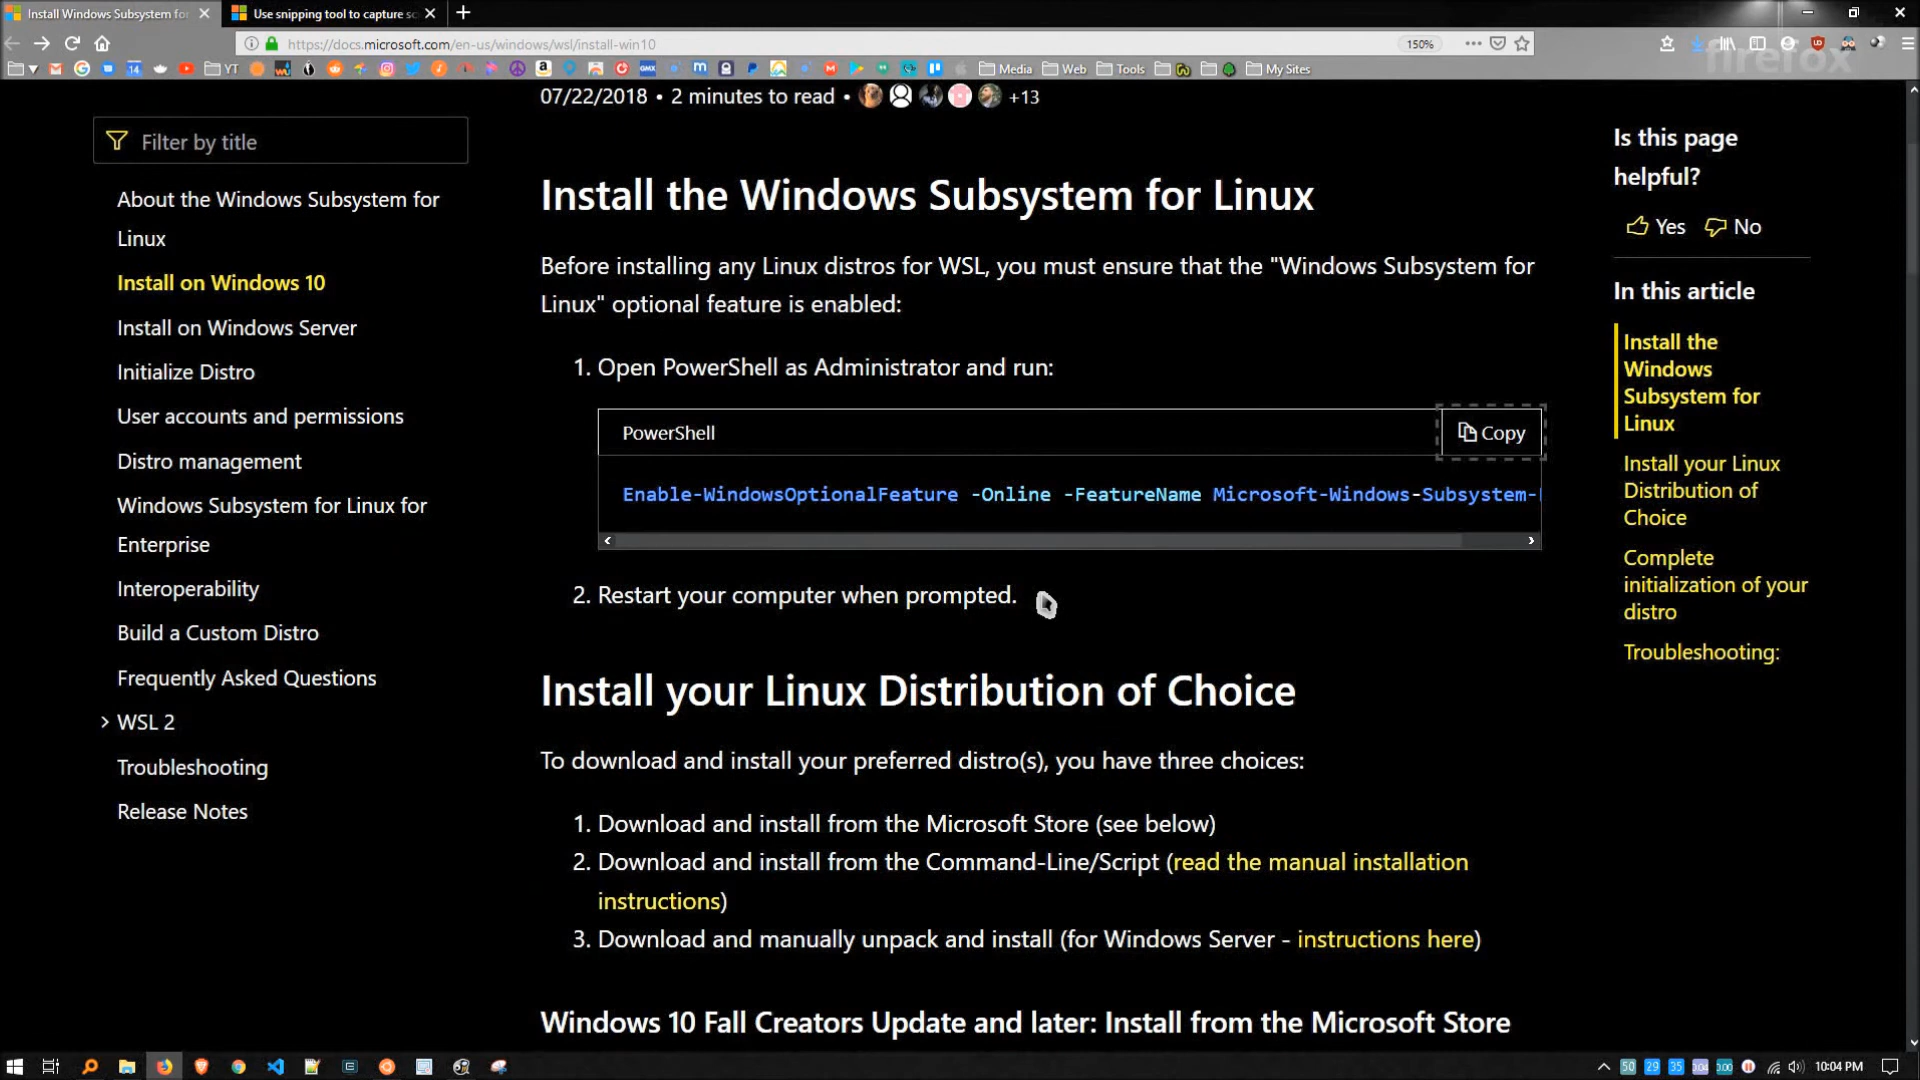 Install Windows Subsystem for
Use snipping tool to capture sc
https://docs.microsoft.com/en-us/windows/wsl/install-win10
150%
YT
Media
Web
Tools
My Sites
firefox
07/22/2018 • 2 minutes to read •
+13
Filter by title
About the Windows Subsystem for
Linux
Install on Windows 10
Install on Windows Server
Initialize Distro
User accounts and permissions
Distro management
Windows Subsystem for Linux for
Enterprise
Interoperability
Build a Custom Distro
Frequently Asked Questions
WSL 2
Troubleshooting
Release Notes
Install the Windows Subsystem for Linux
Before installing any Linux distros for WSL, you must ensure that the "Windows Subsystem for
Linux" optional feature is enabled:
1. Open PowerShell as Administrator and run:
PowerShell
Copy
Enable-WindowsOptionalFeature -Online -FeatureName Microsoft-Windows-Subsystem-
2. Restart your computer when prompted.
Install your Linux Distribution of Choice
To download and install your preferred distro(s), you have three choices:
1. Download and install from the Microsoft Store (see below)
2. Download and install from the Command-Line/Script (read the manual installation
instructions)
3. Download and manually unpack and install (for Windows Server - instructions here)
Windows 10 Fall Creators Update and later: Install from the Microsoft Store
Is this page
helpful?
Yes
No
In this article
Install the
Windows
Subsystem for
Linux
Install your Linux
Distribution of
Choice
Complete
initialization of your
distro
Troubleshooting:
50
29
35
10:04 PM